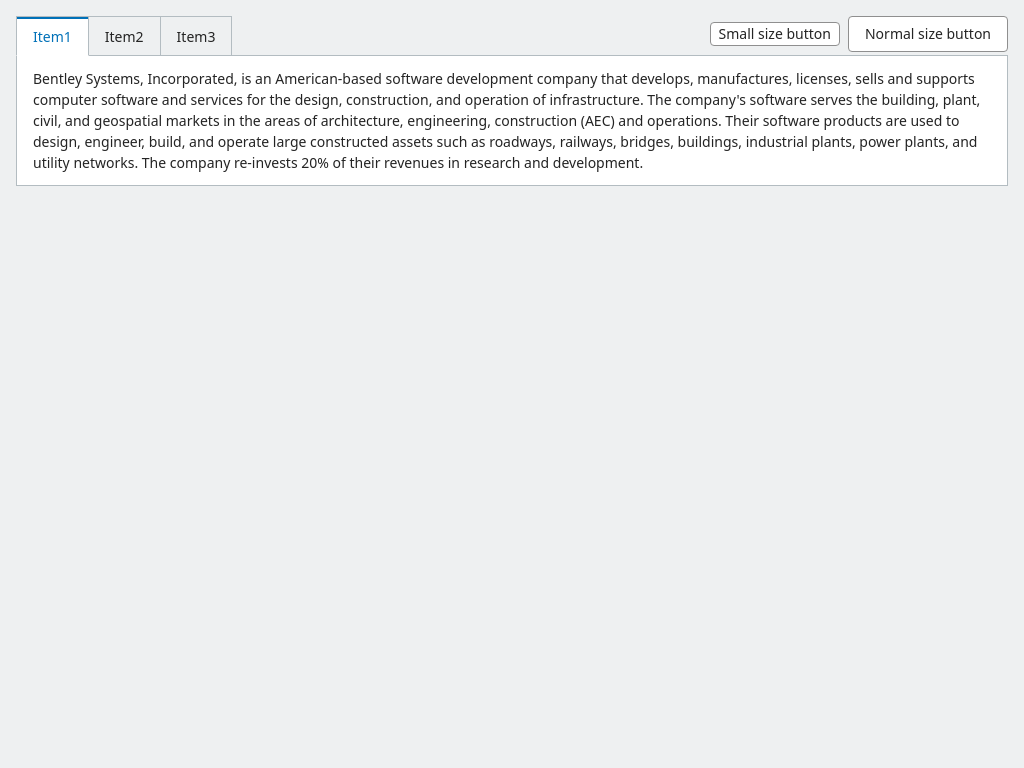 Item1 Item2 Item3 Small size button Normal size button
Bentley Systems, Incorporated, is an American-based software development company that develops, manufactures, licenses, sells and supports
computer software and services for the design, construction, and operation of infrastructure. The company's software serves the building, plant,
civil, and geospatial markets in the areas of architecture, engineering, construction (AEC) and operations. Their software products are used to
design, engineer, build, and operate large constructed assets such as roadways, railways, bridges, buildings, industrial plants, power plants, and
utility networks. The company re-invests 20% of their revenues in research and development.